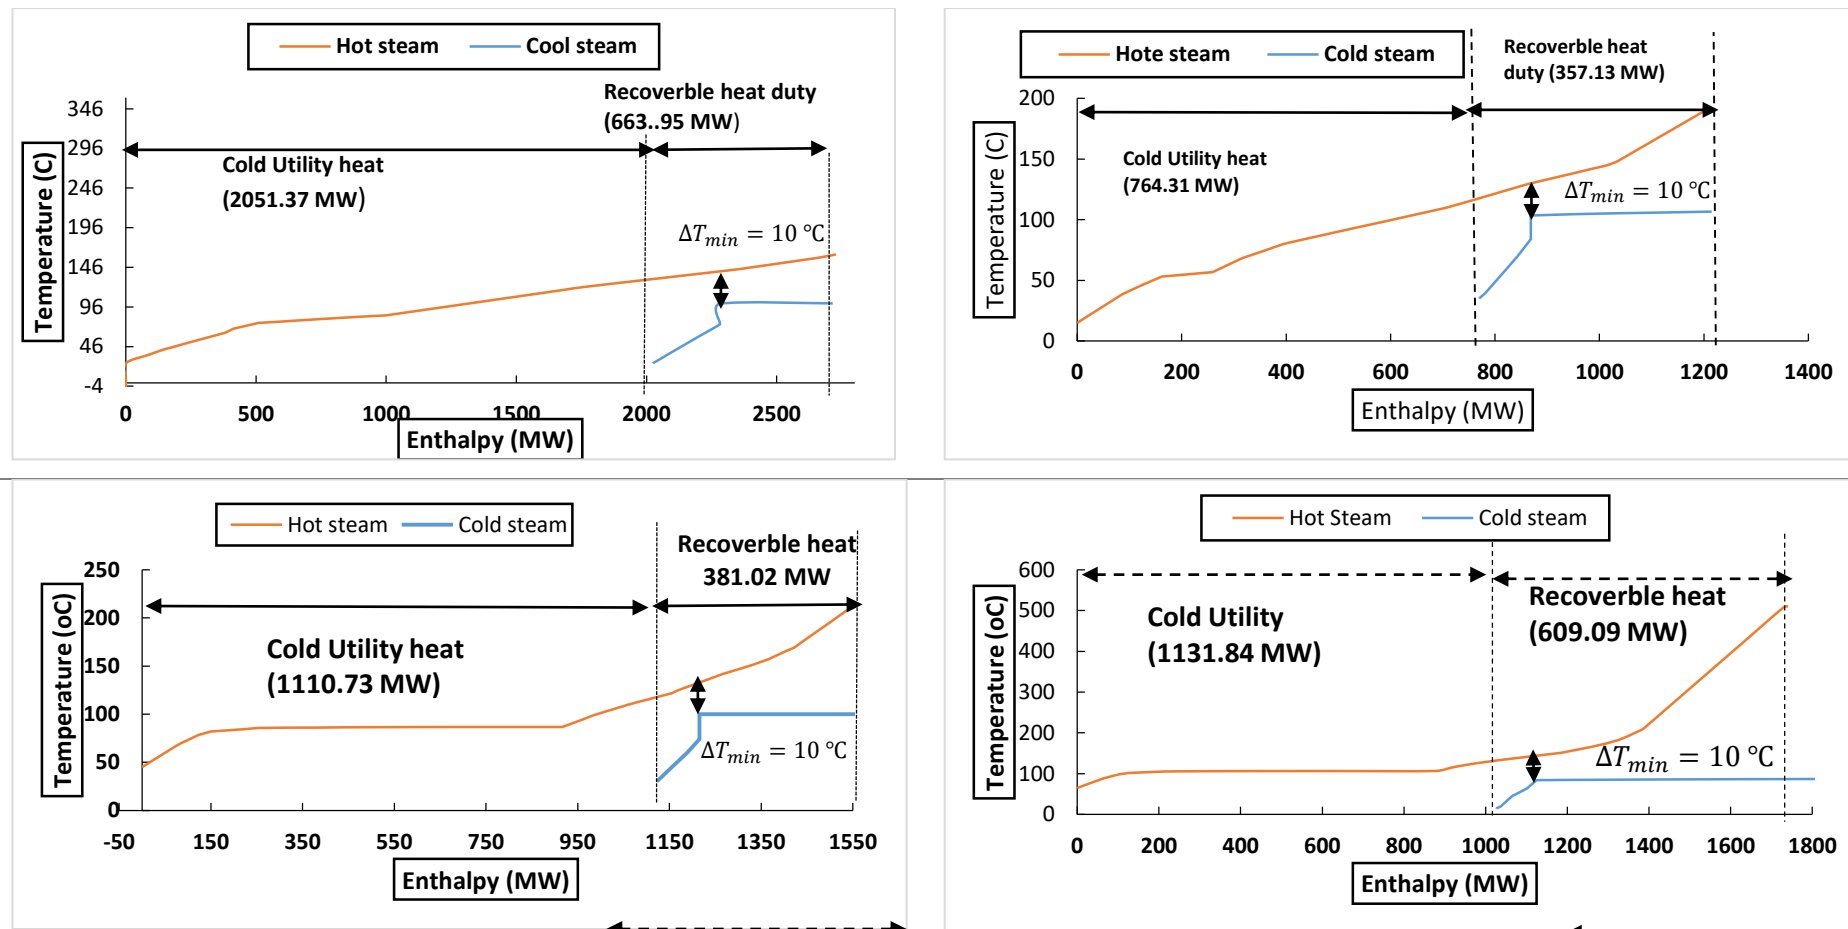 Hot steam
Cool steam
Recoverble heat duty
(663..95 MW)
Cold Utility heat
(2051.37 MW)
ΔTmin = 10 ℃
Temperature (C)
346
296
246
196
146
96
46
-4
0
500
1000
1500
2000
2500
Enthalpy (MW)
Hote steam
Cold steam
Recoverble heat
duty (357.13 MW)
Cold Utility heat
(764.31 MW)
ΔTmin = 10 ℃
Temperature (C)
200
150
100
50
0
0
200
400
600
800
1000
1200
1400
Enthalpy (MW)
Hot steam
Cold steam
Recoverble heat
381.02 MW
Cold Utility heat
(1110.73 MW)
ΔTmin = 10 ℃
Temperature (oC)
250
200
150
100
50
0
-50
150
350
550
750
950
1150
1350
1550
Enthalpy (MW)
Hot Steam
Cold steam
Cold Utility
(1131.84 MW)
Recoverble heat
(609.09 MW)
ΔTmin = 10 ℃
Temperature (oC)
600
500
400
300
200
100
0
0
200
400
600
800
1000
1200
1400
1600
1800
Enthalpy (MW)